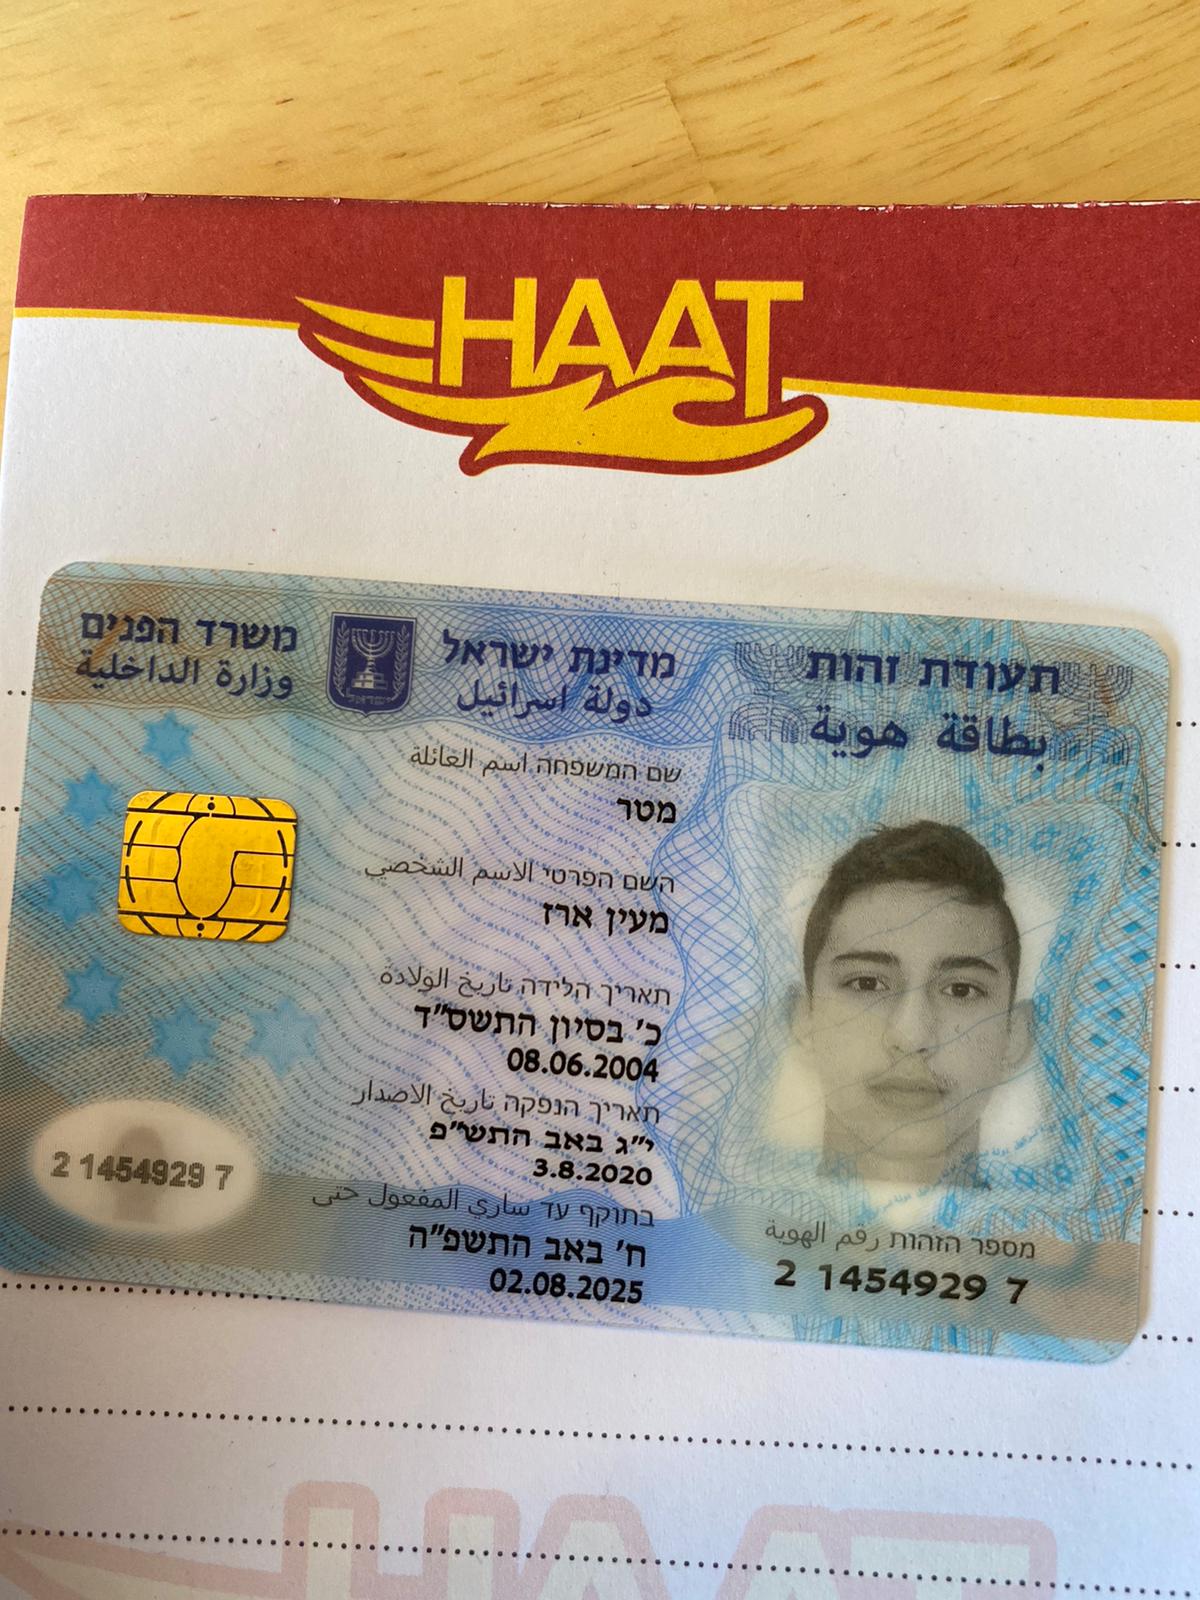 HAAT
משרד הפנים
وزارة الداخلية
מדינת ישראל
دولة اسرائيل
תעודת זהות
بطاقة هوية
שם המשפחה اسم العائلة
מטר
השם הפרטי الاسم الشخصي
מעין ארז
תאריך הלידה تاريخ الولادة
כ' בסיון התשס"ד
08.06.2004
תאריך הנפקה تاريخ الاصدار
י"ג באב התש"פ
3.8.2020
בתוקף עד ساري المفعول حتى
ח' באב התשפ"ה
02.08.2025
2 1454929 7
מספר הזהות رقم الهوية
2 1454929 7
HAAT